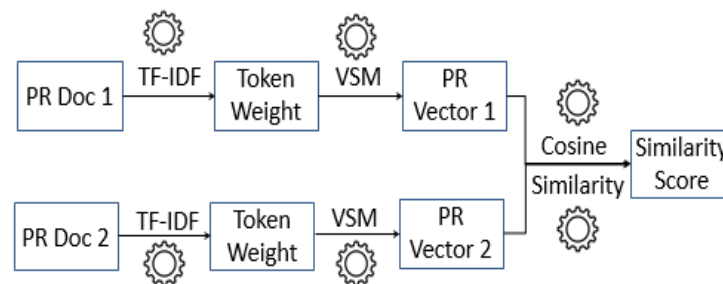 PR Doc 1
TF-IDF
Token
Weight
VSM
PR
Vector 1
Cosine
Similarity
Similarity
Score
PR Doc 2
TF-IDF
Token
Weight
VSM
PR
Vector 2